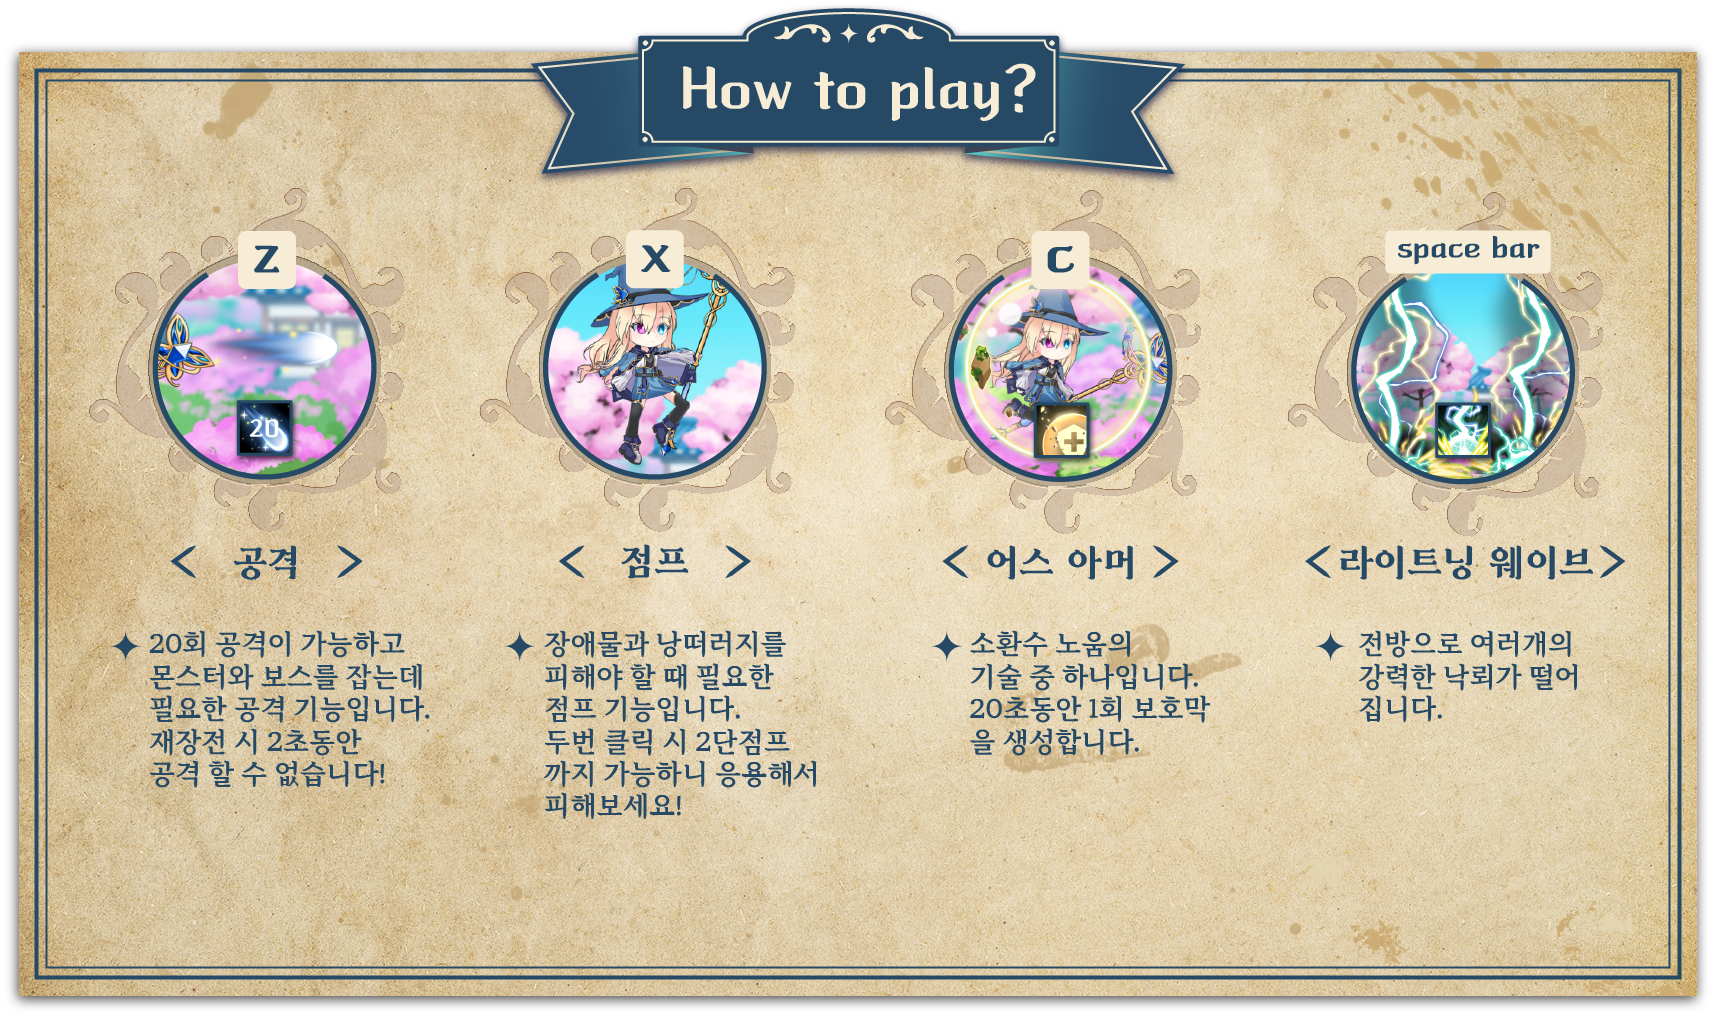 How to play?
Z
20
< 공격 >
20회 공격이 가능하고
몬스터와 보스를 잡는데
필요한 공격 기능입니다.
재장전 시 2초동안
공격 할 수 없습니다!
X
< 점프 >
장애물과 낭떠러지를
피해야 할 때 필요한
점프 기능입니다.
두번 클릭 시 2단점프
까지 가능하니 응용해서
피해보세요!
C
< 어스 아머 >
소환수 노움의
기술 중 하나입니다.
20초동안 1회 보호막
을 생성합니다.
space bar
<라이트닝 웨이브>
전방으로 여러개의
강력한 낙뢰가 떨어
집니다.